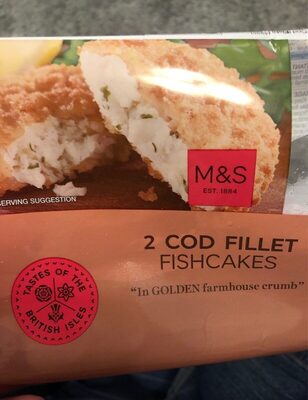 SERVING SUGGESTION
M&S
EST. 1884
2 COD FILLET
FISHCAKES
"In GOLDEN farmhouse crumb"
TASTES OF THE
BRITISH ISLES